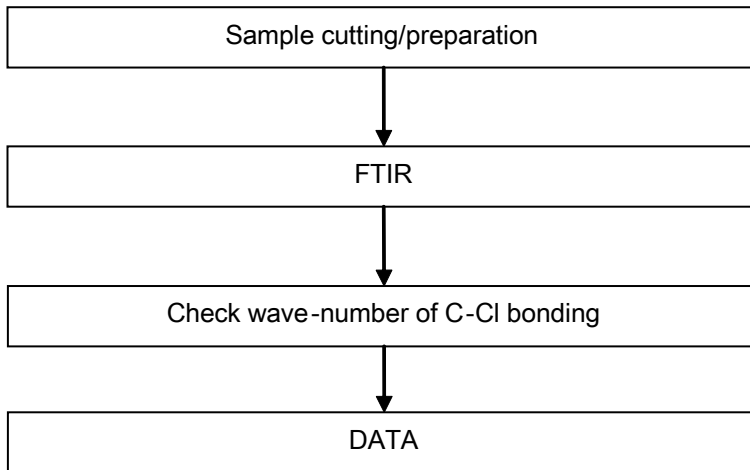 Sample cutting/preparation
FTIR
Check wave-number of C-Cl bonding
DATA